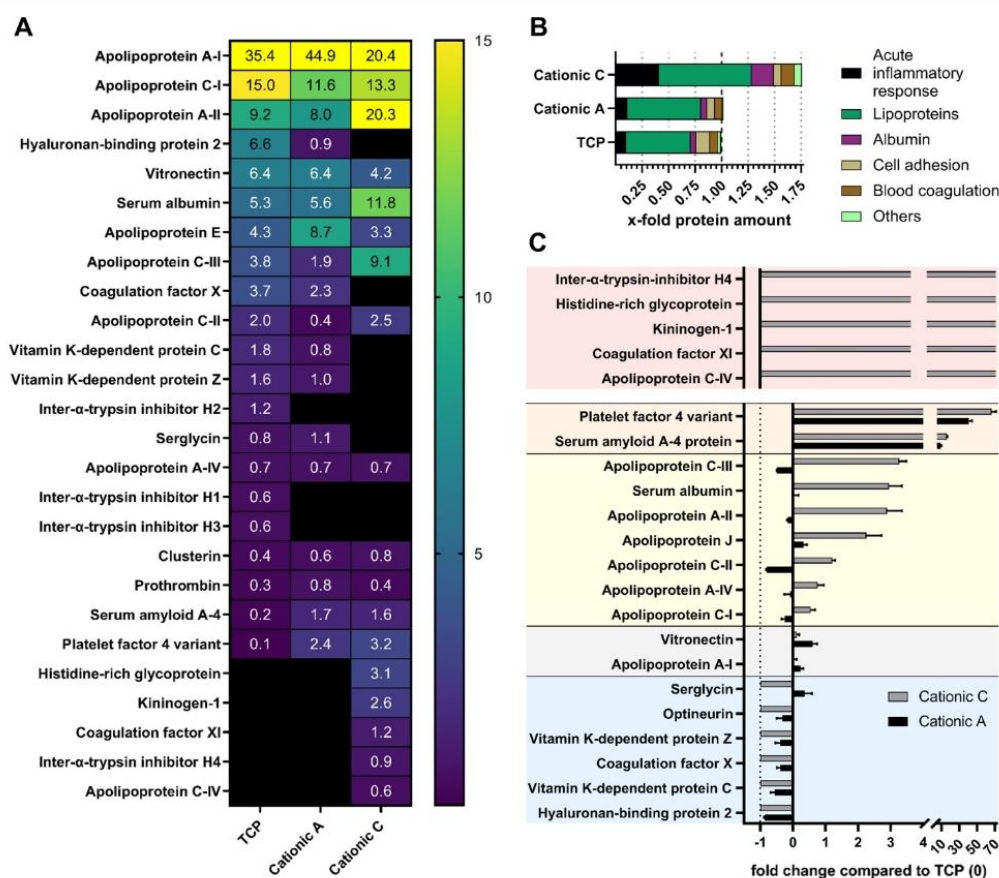 A
Apolipoprotein A-I 35.4 44.9 20.4
Apolipoprotein C-I 15.0 11.6 13.3
Apolipoprotein A-II 9.2 8.0 20.3
Hyaluronan-binding protein 2 6.6 0.9
Vitronectin 6.4 6.4 4.2
Serum albumin 5.3 5.6 11.8
Apolipoprotein E 4.3 8.7 3.3
Apolipoprotein C-III 3.8 1.9 9.1
Coagulation factor X 3.7 2.3
Apolipoprotein C-II 2.0 0.4 2.5
Vitamin K-dependent protein C 1.8 0.8
Vitamin K-dependent protein Z 1.6 1.0
Inter-α-trypsin inhibitor H2 1.2
Serglycin 0.8 1.1
Apolipoprotein A-IV 0.7 0.7 0.7
Inter-α-trypsin inhibitor H1 0.6
Inter-α-trypsin inhibitor H3 0.6
Clusterin 0.4 0.6 0.8
Prothrombin 0.3 0.8 0.4
Serum amyloid A-4 0.2 1.7 1.6
Platelet factor 4 variant 0.1 2.4 3.2
Histidine-rich glycoprotein 3.1
Kininogen-1 2.6
Coagulation factor XI 1.2
Inter-α-trypsin inhibitor H4 0.9
Apolipoprotein C-IV 0.6
TCP Cationic A Cationic C
15
10
5
B
Cationic C
Cationic A
TCP
0.25 0.50 0.75 1.00 1.25 1.50 1.75
x-fold protein amount
Acute
inflammatory
response
Lipoproteins
Albumin
Cell adhesion
Blood coagulation
Others
C
Inter-α-trypsin-inhibitor H4
Histidine-rich glycoprotein
Kininogen-1
Coagulation factor XI
Apolipoprotein C-IV
Platelet factor 4 variant
Serum amyloid A-4 protein
Apolipoprotein C-III
Serum albumin
Apolipoprotein A-II
Apolipoprotein J
Apolipoprotein C-II
Apolipoprotein A-IV
Apolipoprotein C-I
Vitronectin
Apolipoprotein A-I
Serglycin
Optineurin
Vitamin K-dependent protein Z
Coagulation factor X
Vitamin K-dependent protein C
Hyaluronan-binding protein 2
Cationic C
Cationic A
-1 0 1 2 3 4 10 30 50 70
fold change compared to TCP (0)